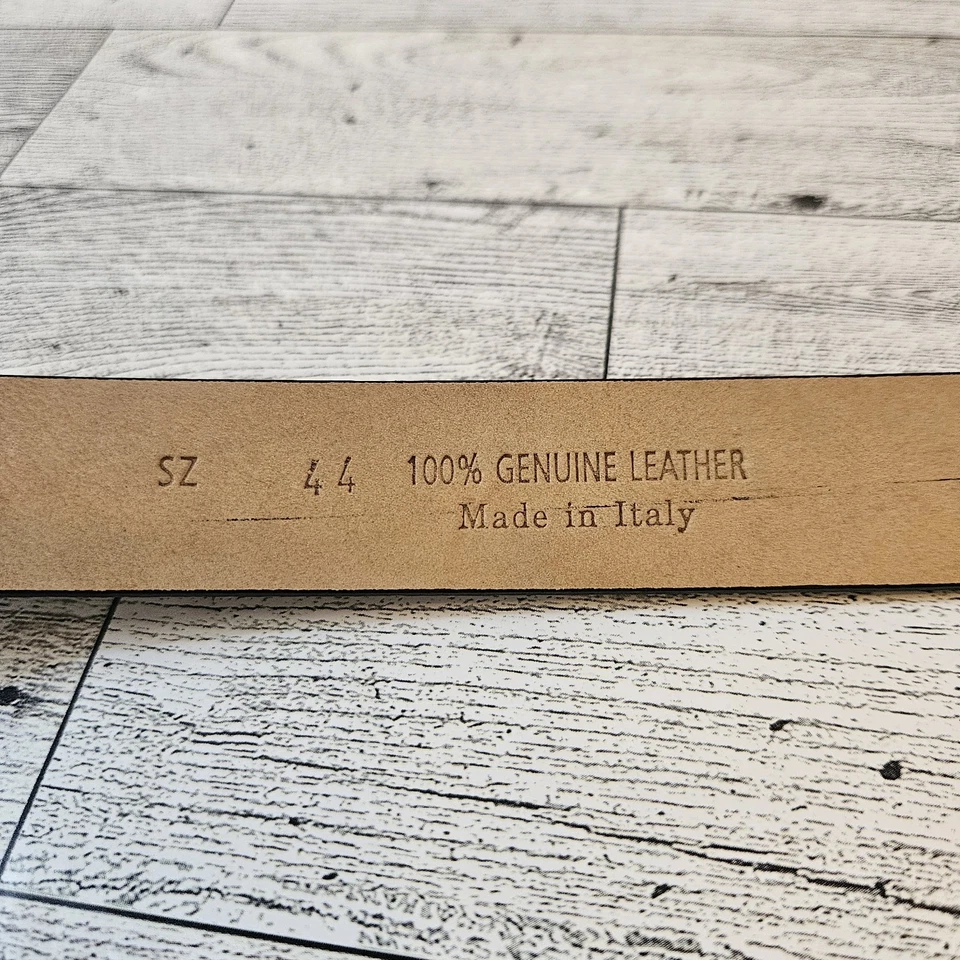 SZ 44 100% GENUINE LEATHER
Made in Italy